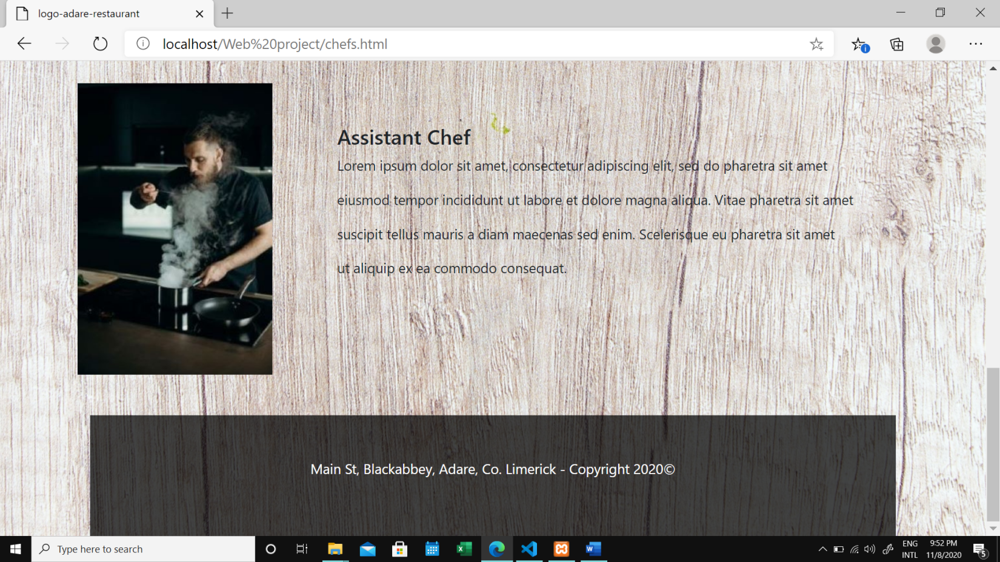 logo-adare-restaurant
localhost/Web%20project/chefs.html
Assistant Chef
Lorem ipsum dolor sit amet, consectetur adipiscing elit, sed do pharetra sit amet
eiusmod tempor incididunt ut labore et dolore magna aliqua. Vitae pharetra sit amet
suscipit tellus mauris a diam maecenas sed enim. Scelerisque eu pharetra sit amet
ut aliquip ex ea commodo consequat.
Main St, Blackabbey, Adare, Co. Limerick - Copyright 2020©
Type here to search
ENG
INTL
9:52 PM
11/8/2020
5